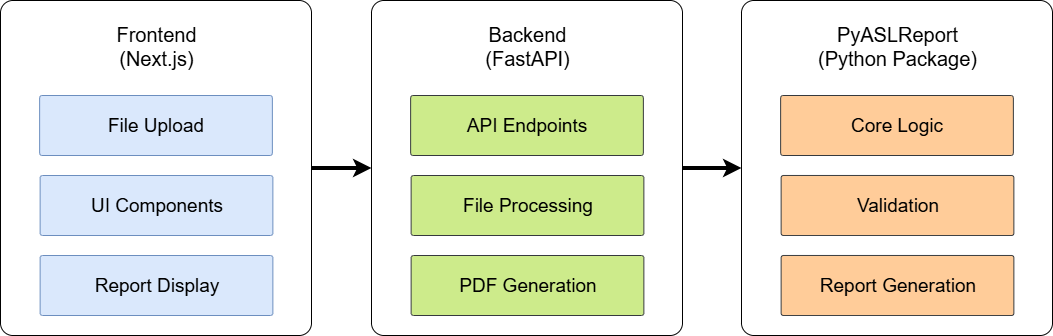 Frontend
(Next.js)
File Upload
UI Components
Report Display
Backend
(FastAPI)
API Endpoints
File Processing
PDF Generation
PyASLReport
(Python Package)
Core Logic
Validation
Report Generation